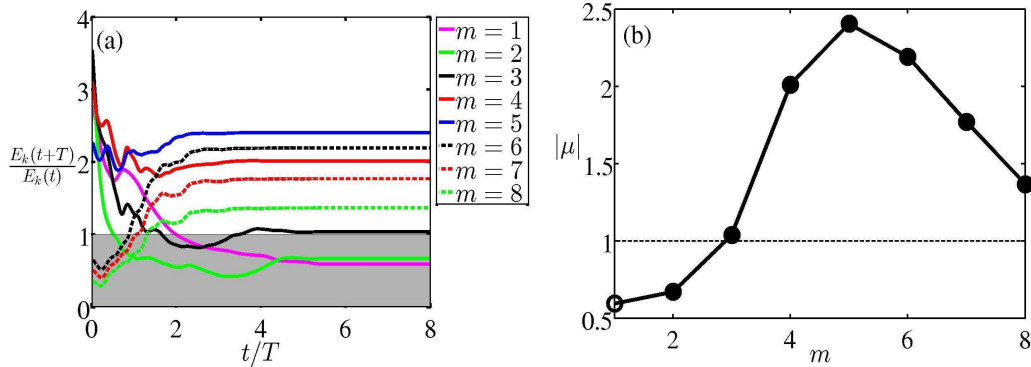 (a)
4
3
2
1
0
E_k(t+T)
E_k(t)
0 2 4 6 8
t/T
m = 1
m = 2
m = 3
m = 4
m = 5
m = 6
m = 7
m = 8
(b)
2.5
2
1.5
1
0.5
|μ|
2 4 6 8
m